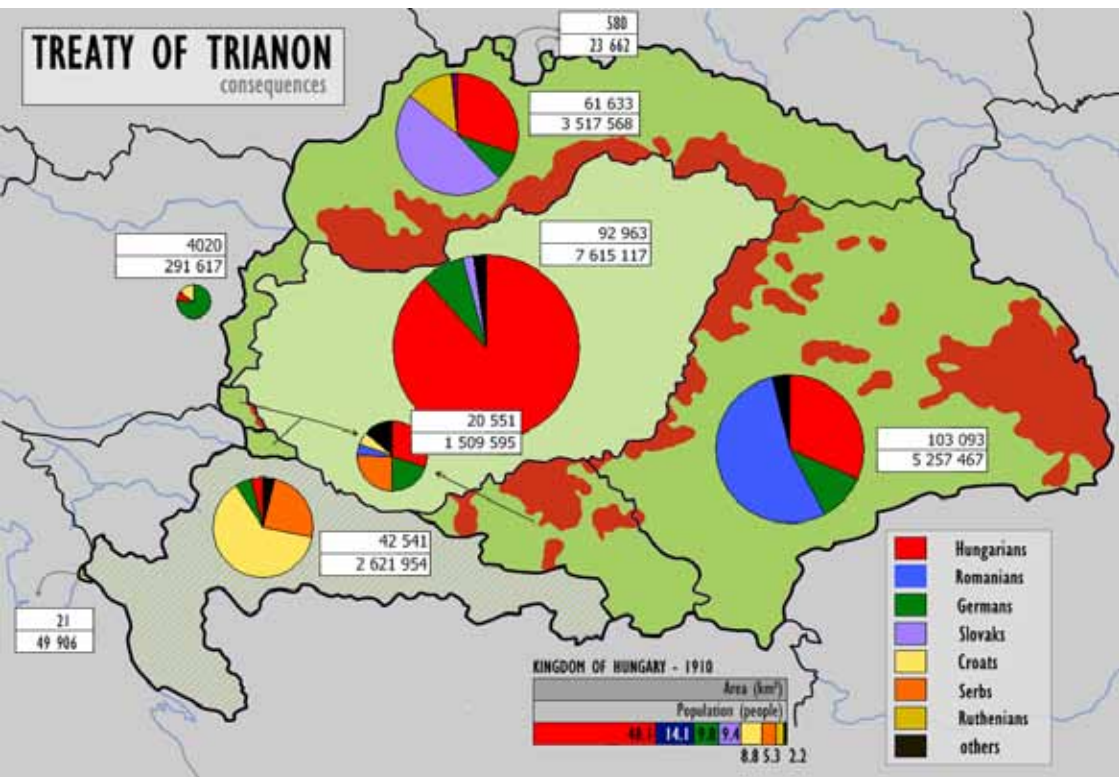 TREATY OF TRIANON
consequences
580
23 662
61 633
3 517 568
92 963
7 615 117
4020
291 617
20 551
1 509 595
103 093
5 257 467
42 541
2 621 954
21
49 906
Hungarians
Romanians
Germans
Slovaks
Croats
Serbs
Ruthenians
others
KINGDOM OF HUNGARY - 1910
Area (km²)
Population (people)
48.1 14.1 9.8 9.4
8.8 5.3 2.2